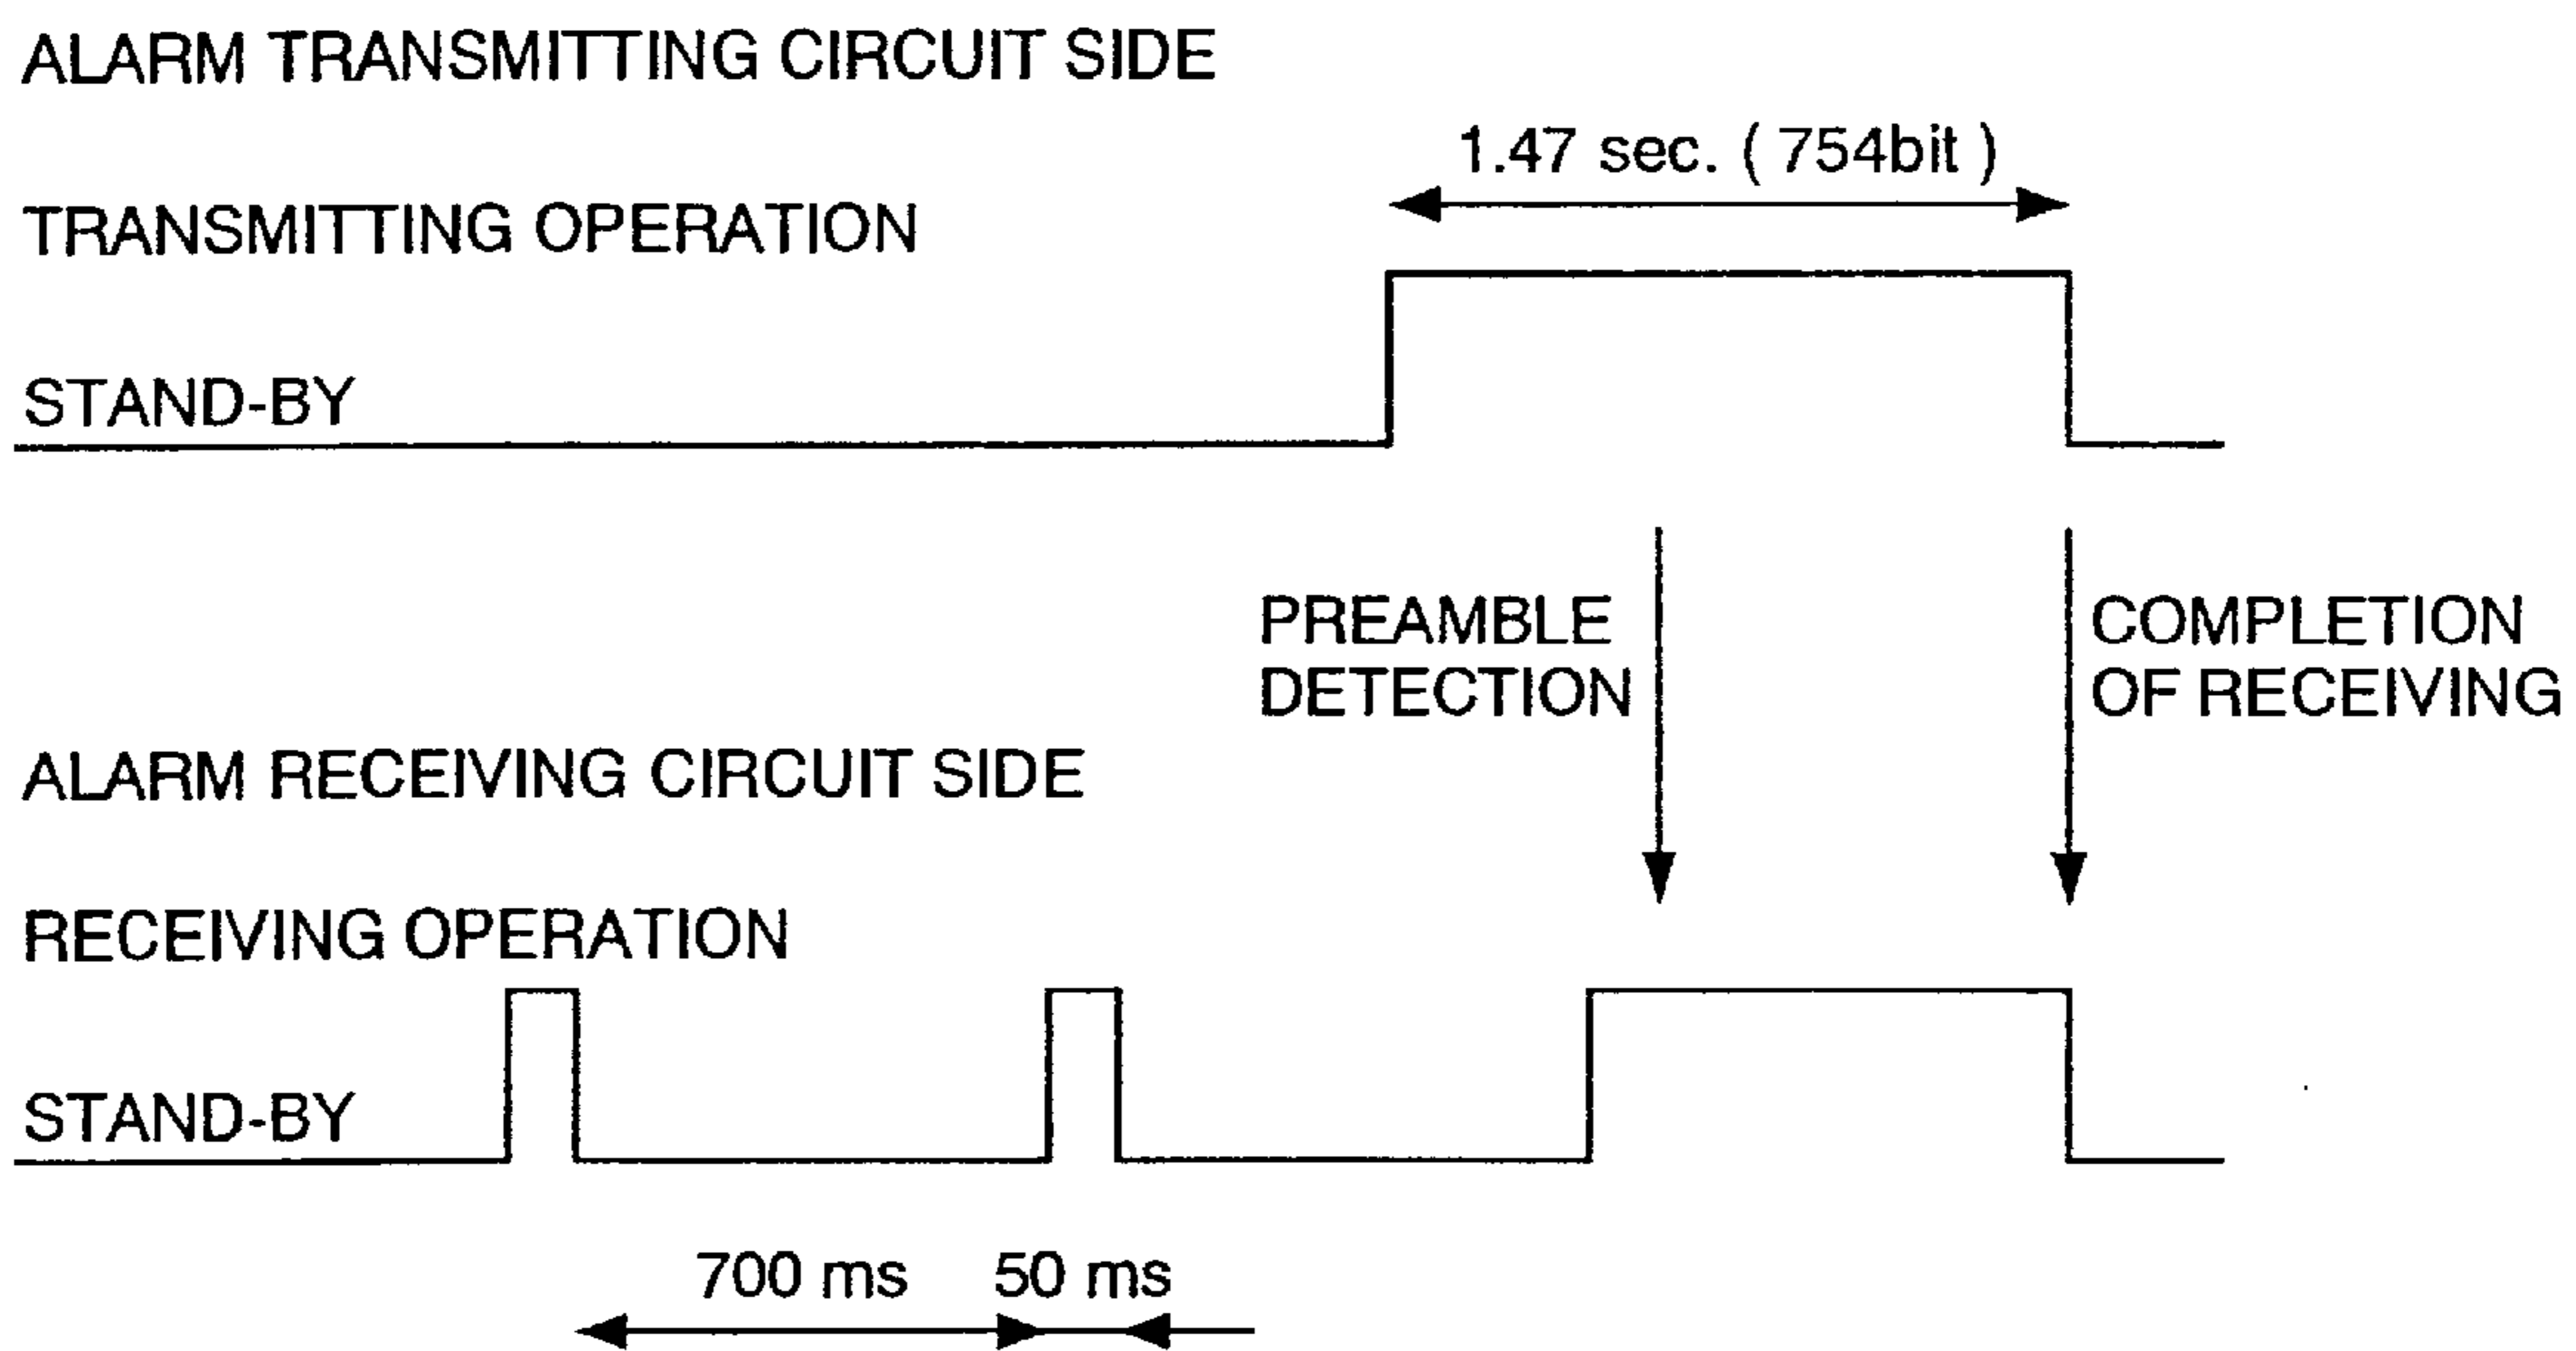 ALARM TRANSMITTING CIRCUIT SIDE
1.47 sec. ( 754bit )
TRANSMITTING OPERATION
STAND-BY
PREAMBLE
DETECTION
COMPLETION
OF RECEIVING
ALARM RECEIVING CIRCUIT SIDE
RECEIVING OPERATION
STAND-BY
700 ms
50 ms